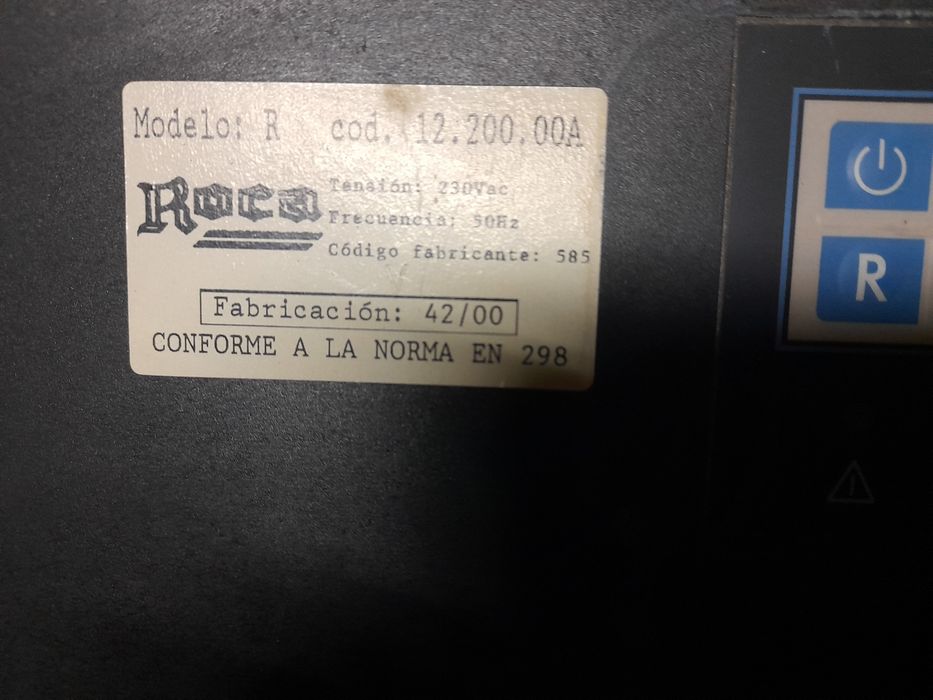 Modelo: R cod. 12.200.00A
Roca
Tensión: 230Vac
Frecuencia: 50Hz
Código fabricante: 585
Fabricación: 42/00
CONFORME A LA NORMA EN 298
R